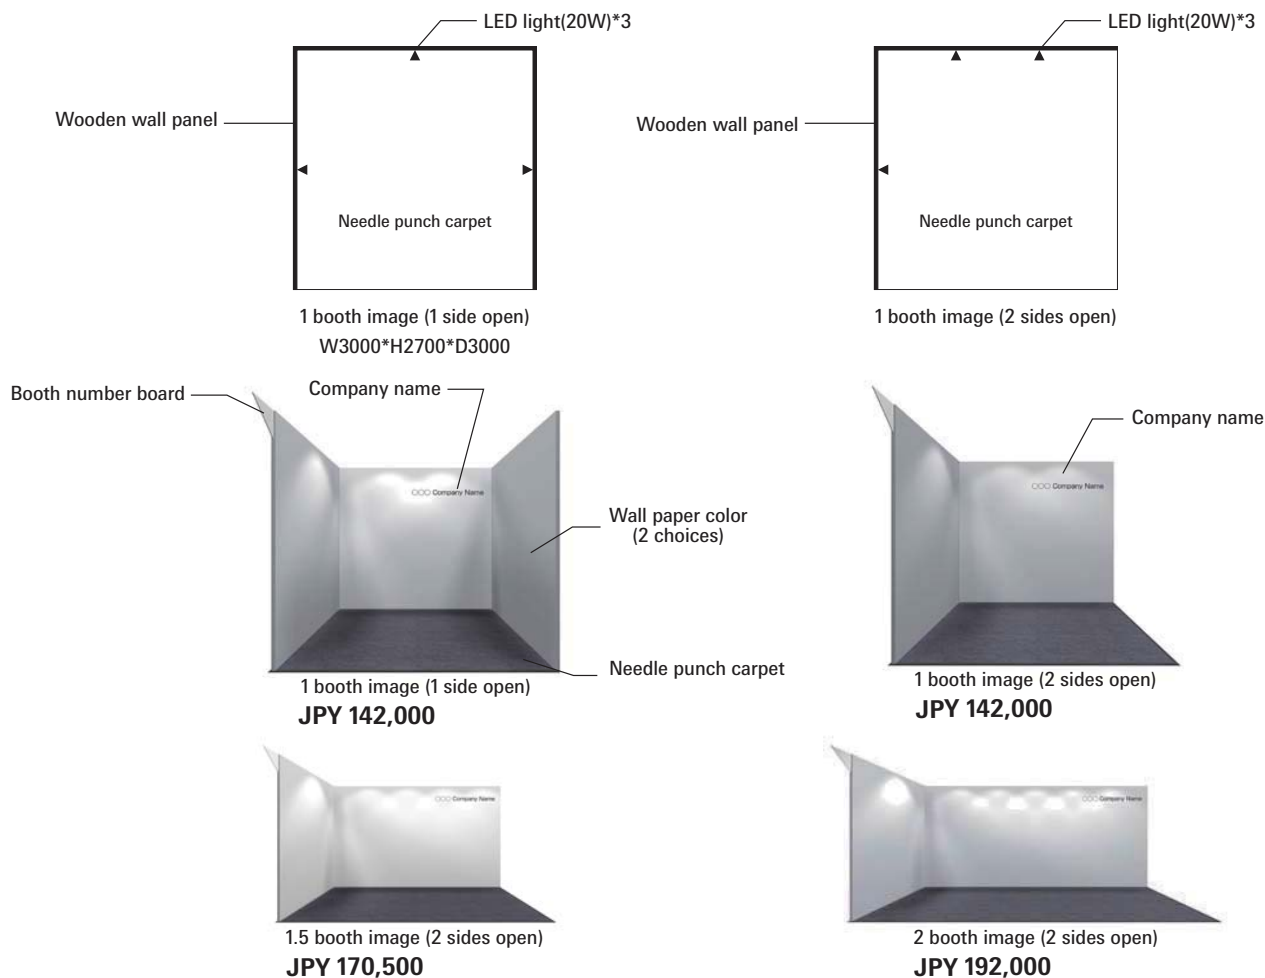 LED light(20W)*3
LED light(20W)*3
Wooden wall panel
Wooden wall panel
Needle punch carpet
Needle punch carpet
1 booth image (1 side open)
W3000*H2700*D3000
1 booth image (2 sides open)
Booth number board
Company name
Company name
○○○ Company Name
○○○ Company Name
Wall paper color
(2 choices)
Needle punch carpet
1 booth image (1 side open)
JPY 142,000
1 booth image (2 sides open)
JPY 142,000
○○○ Company Name
○○○ Company Name
1.5 booth image (2 sides open)
JPY 170,500
2 booth image (2 sides open)
JPY 192,000